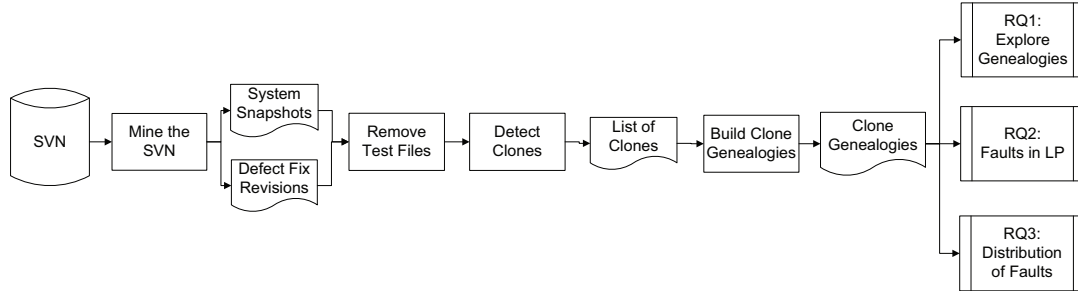 SVN
Mine the
SVN
System
Snapshots
Defect Fix
Revisions
Remove
Test Files
Detect
Clones
List of
Clones
Build Clone
Genealogies
Clone
Genealogies
RQ1:
Explore
Genealogies
RQ2:
Faults in LP
RQ3:
Distribution
of Faults